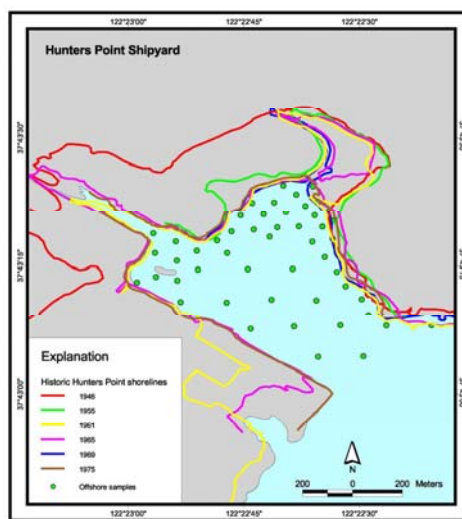 122°23'00" 122°22'45" 122°22'30"
Hunters Point Shipyard
37°43'30"
37°43'15"
37°43'00"
Explanation
Historic Hunters Point shorelines
1946
1955
1961
1965
1969
1975
Offshore samples
N
200 0 200 Meters
122°23'00" 122°22'45" 122°22'30"